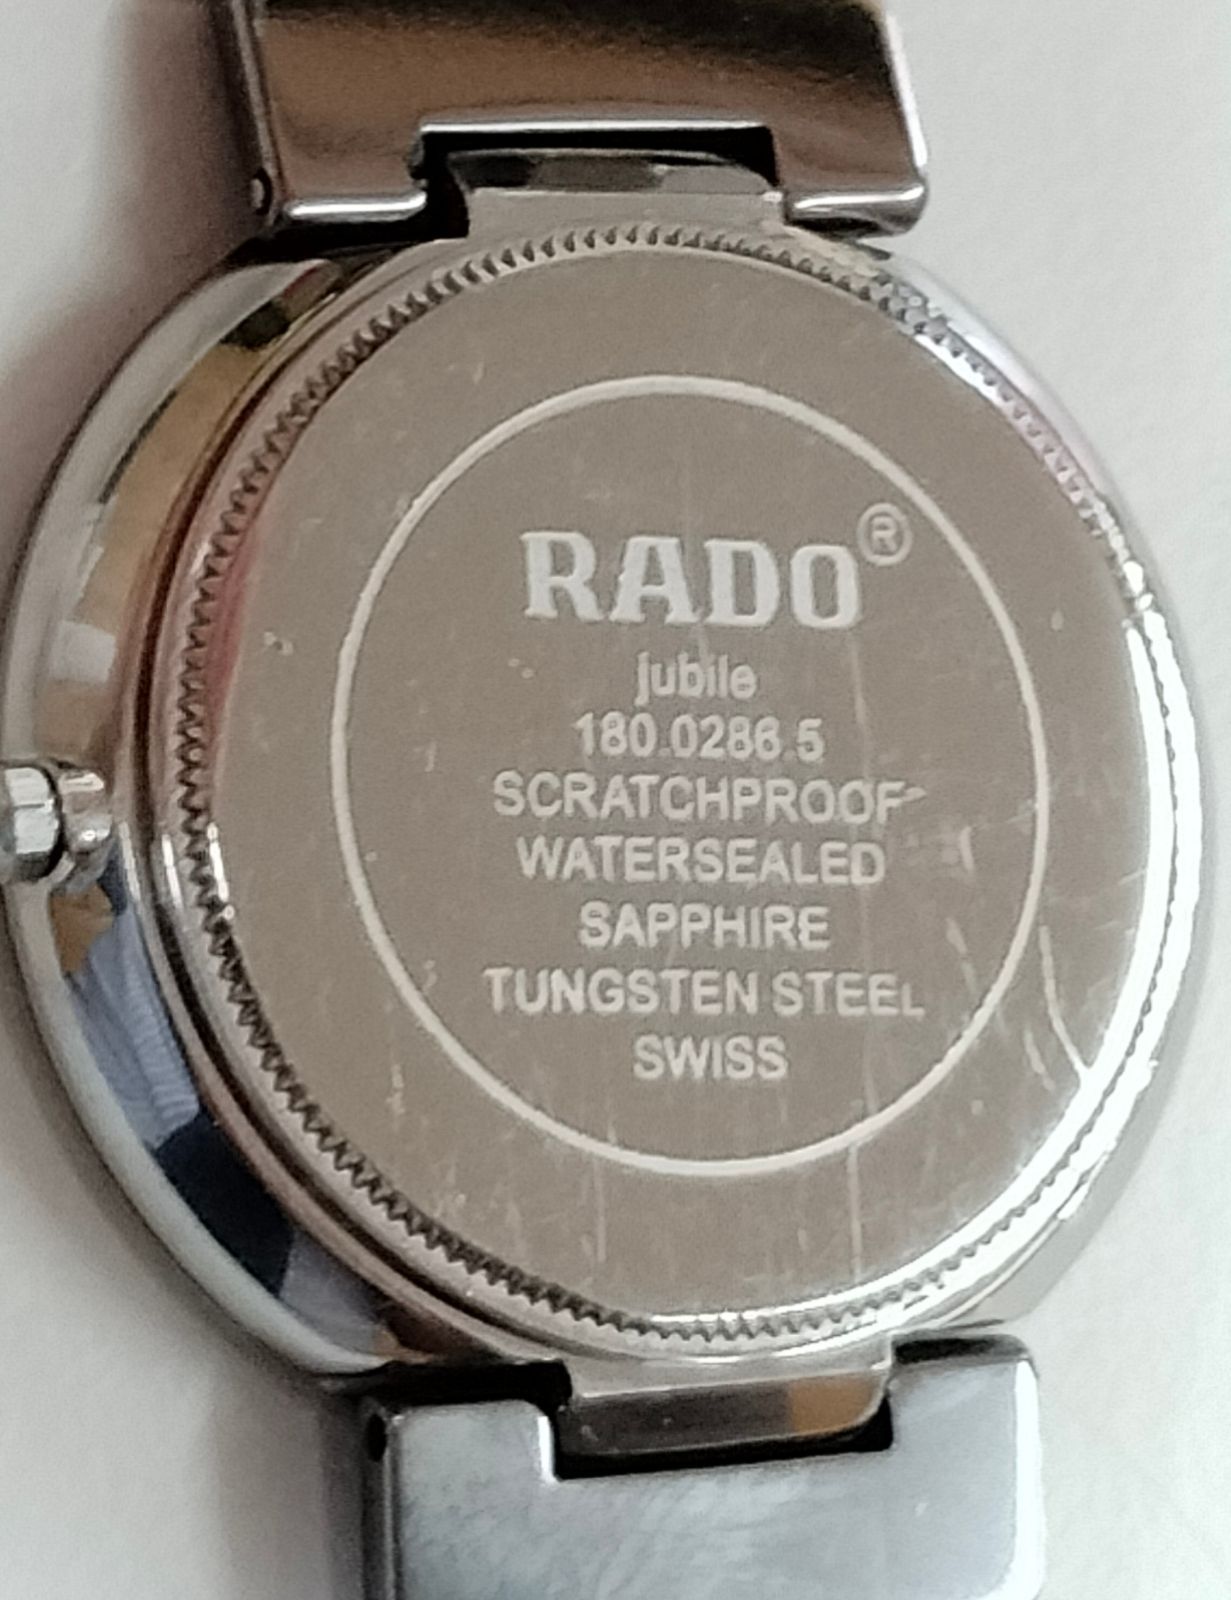 RADO®
jubile
180.0286.5
SCRATCHPROOF
WATERSEALED
SAPPHIRE
TUNGSTEN STEEL
SWISS